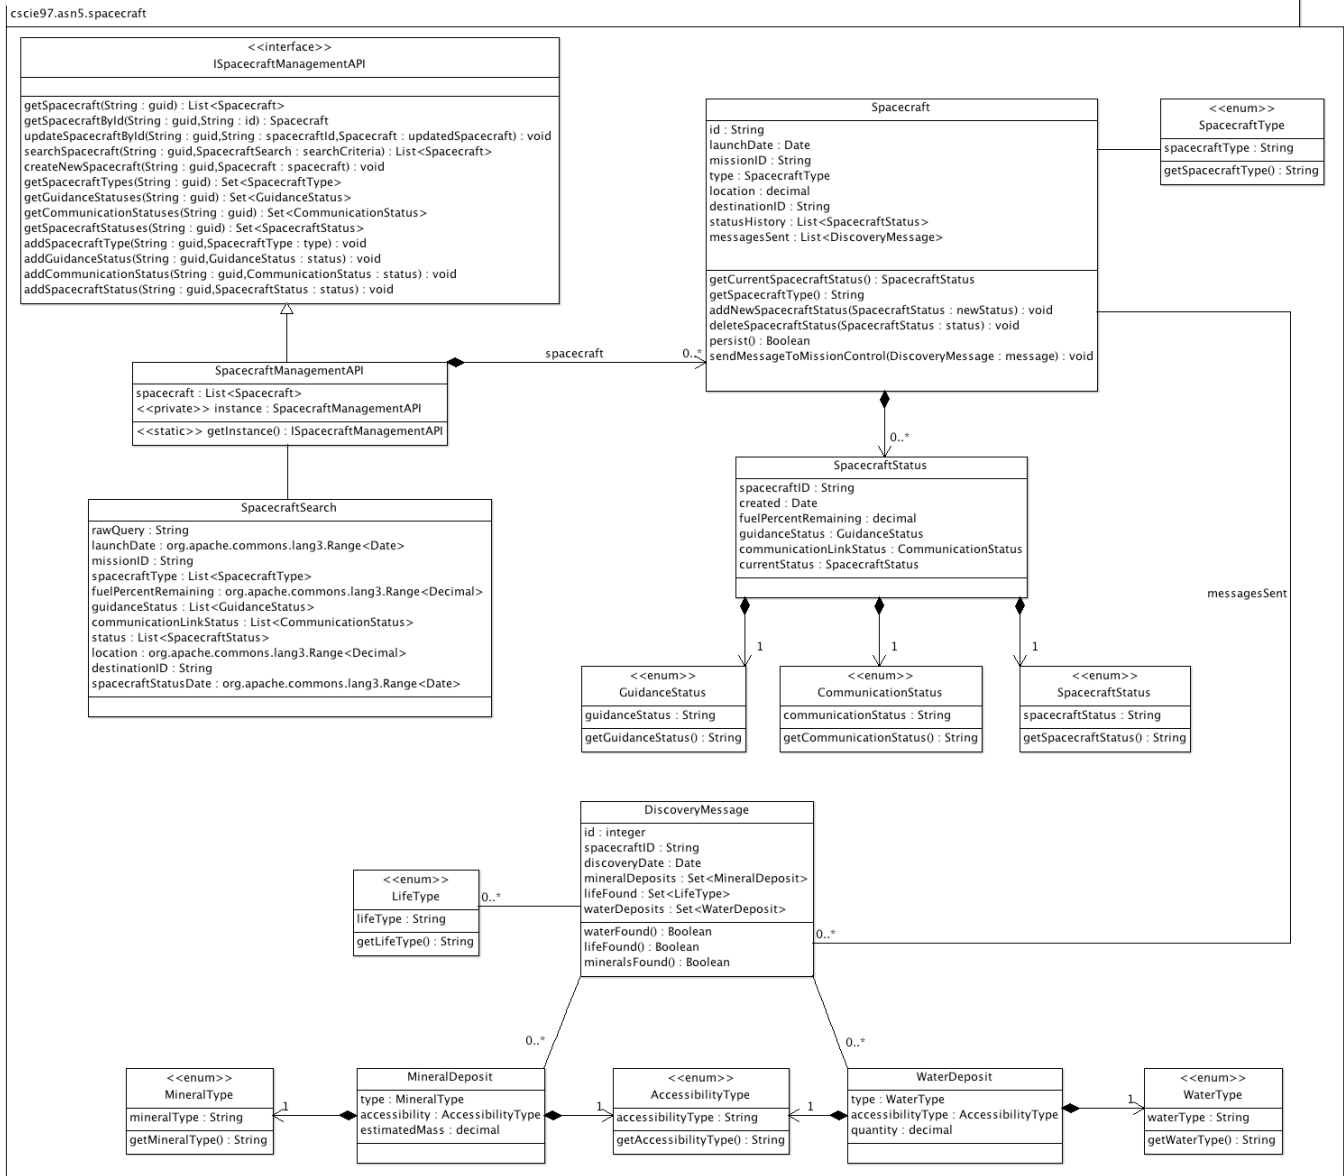 cscie97.asn5.spacecraft
<<interface>>
ISpacecraftManagementAPI
getSpacecraft(String : guid) : List<Spacecraft>
getSpacecraftById(String : guid,String : id) : Spacecraft
updateSpacecraftById(String : guid,String : spacecraftId,Spacecraft : updatedSpacecraft) : void
searchSpacecraft(String : guid,SpacecraftSearch : searchCriteria) : List<Spacecraft>
createNewSpacecraft(String : guid,Spacecraft : spacecraft) : void
getSpacecraftTypes(String : guid) : Set<SpacecraftType>
getGuidanceStatuses(String : guid) : Set<GuidanceStatus>
getCommunicationStatuses(String : guid) : Set<CommunicationStatus>
getSpacecraftStatuses(String : guid) : Set<SpacecraftStatus>
addSpacecraftType(String : guid,SpacecraftType : type) : void
addGuidanceStatus(String : guid,GuidanceStatus : status) : void
addCommunicationStatus(String : guid,CommunicationStatus : status) : void
addSpacecraftStatus(String : guid,SpacecraftStatus : status) : void
Spacecraft
id : String
launchDate : Date
missionID : String
type : SpacecraftType
location : decimal
destinationID : String
statusHistory : List<SpacecraftStatus>
messagesSent : List<DiscoveryMessage>
getCurrentSpacecraftStatus() : SpacecraftStatus
getSpacecraftType() : String
addNewSpacecraftStatus(SpacecraftStatus : newStatus) : void
deleteSpacecraftStatus(SpacecraftStatus : status) : void
persist() : Boolean
sendMessageToMissionControl(DiscoveryMessage : message) : void
<<enum>>
SpacecraftType
spacecraftType : String
getSpacecraftType() : String
spacecraft
0..*
SpacecraftManagementAPI
spacecraft : List<Spacecraft>
<<private>> instance : SpacecraftManagementAPI
<<static>> getInstance() : ISpacecraftManagementAPI
0..*
SpacecraftSearch
rawQuery : String
launchDate : org.apache.commons.lang3.Range<Date>
missionID : String
spacecraftType : List<SpacecraftType>
fuelPercentRemaining : org.apache.commons.lang3.Range<Decimal>
guidanceStatus : List<GuidanceStatus>
communicationLinkStatus : List<CommunicationStatus>
status : List<SpacecraftStatus>
location : org.apache.commons.lang3.Range<Decimal>
destinationID : String
spacecraftStatusDate : org.apache.commons.lang3.Range<Date>
SpacecraftStatus
spacecraftID : String
created : Date
fuelPercentRemaining : decimal
guidanceStatus : GuidanceStatus
communicationLinkStatus : CommunicationStatus
currentStatus : SpacecraftStatus
messagesSent
1
1
1
<<enum>>
GuidanceStatus
guidanceStatus : String
getGuidanceStatus() : String
<<enum>>
CommunicationStatus
communicationStatus : String
getCommunicationStatus() : String
<<enum>>
SpacecraftStatus
spacecraftStatus : String
getSpacecraftStatus() : String
DiscoveryMessage
id : integer
spacecraftID : String
discoveryDate : Date
mineralDeposits : Set<MineralDeposit>
lifeFound : Set<LifeType>
waterDeposits : Set<WaterDeposit>
waterFound() : Boolean
lifeFound() : Boolean
mineralsFound() : Boolean
<<enum>>
LifeType
lifeType : String
getLifeType() : String
0..*
0..*
0..*
0..*
<<enum>>
MineralType
mineralType : String
getMineralType() : String
1
MineralDeposit
type : MineralType
accessibility : AccessibilityType
estimatedMass : decimal
1
<<enum>>
AccessibilityType
accessibilityType : String
getAccessibilityType() : String
1
WaterDeposit
type : WaterType
accessibilityType : AccessibilityType
quantity : decimal
1
<<enum>>
WaterType
waterType : String
getWaterType() : String